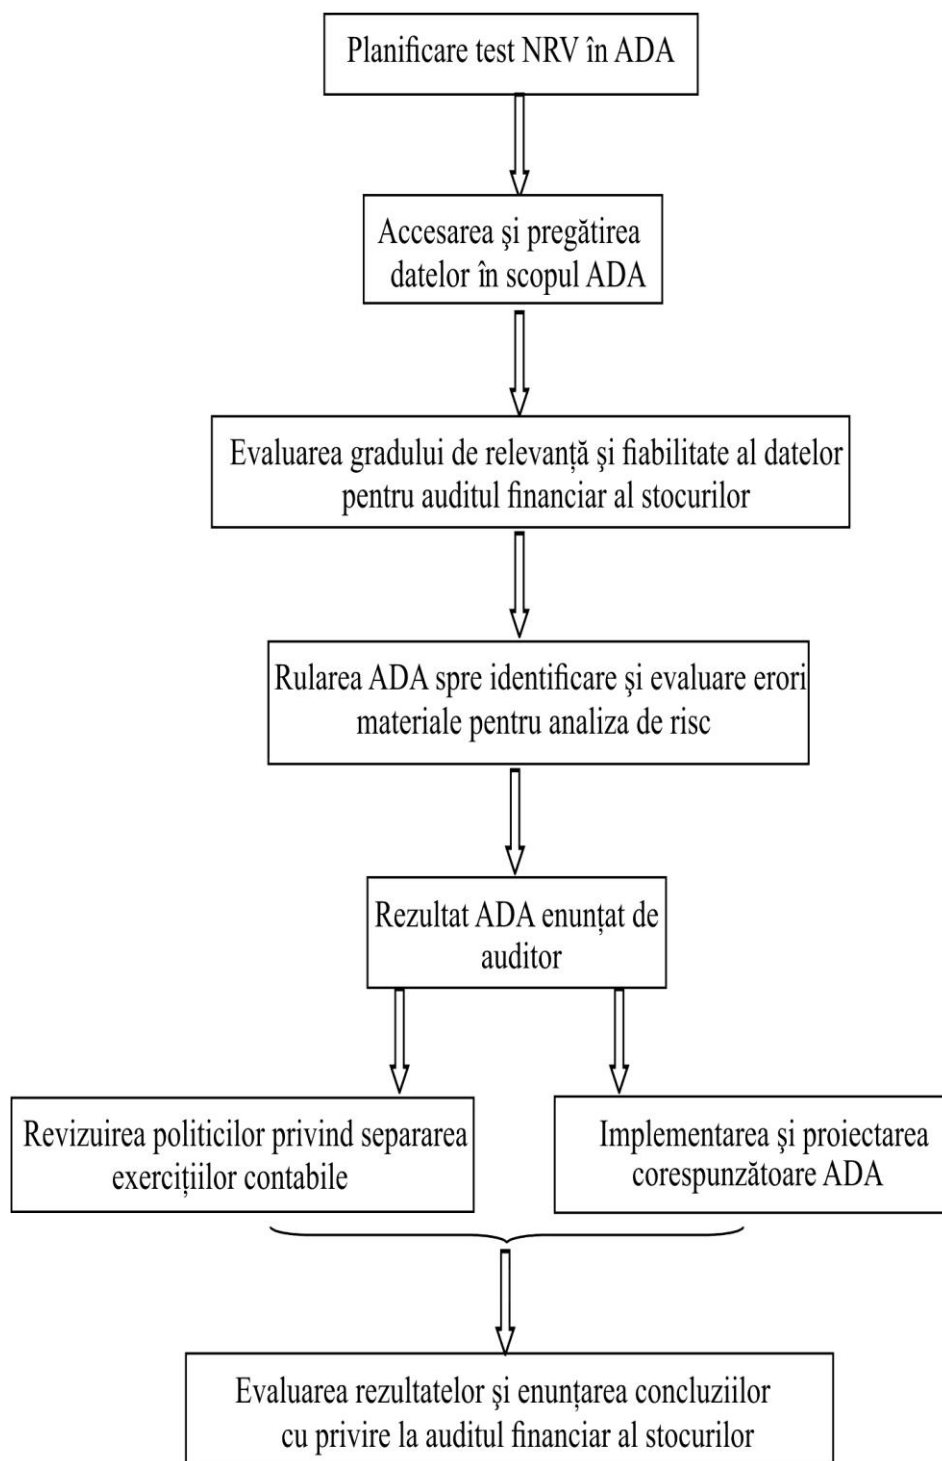 Planificare test NRV în ADA
Accesarea şi pregătirea
datelor în scopul ADA
Evaluarea gradului de relevanță şi fiabilitate al datelor
pentru auditul financiar al stocurilor
Rularea ADA spre identificare şi evaluare erori
materiale pentru analiza de risc
Rezultat ADA enunțat de
auditor
Revizuirea politicilor privind separarea
exercițiilor contabile
Implementarea şi proiectarea
corespunzătoare ADA
Evaluarea rezultatelor şi enunțarea concluziilor
cu privire la auditul financiar al stocurilor